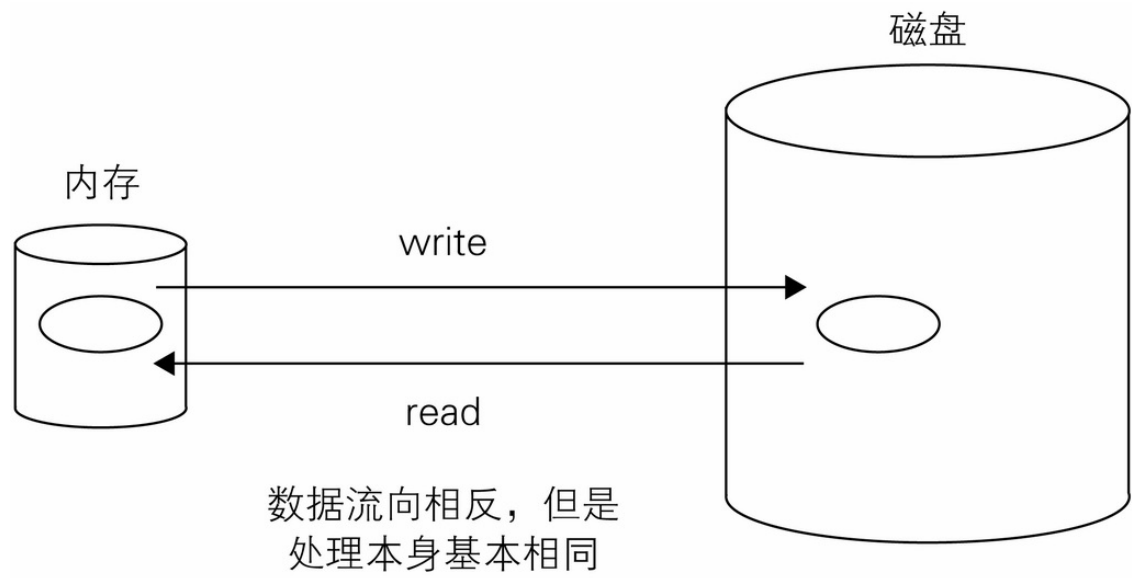 磁盘
内存
write
read
数据流向相反，但是
处理本身基本相同